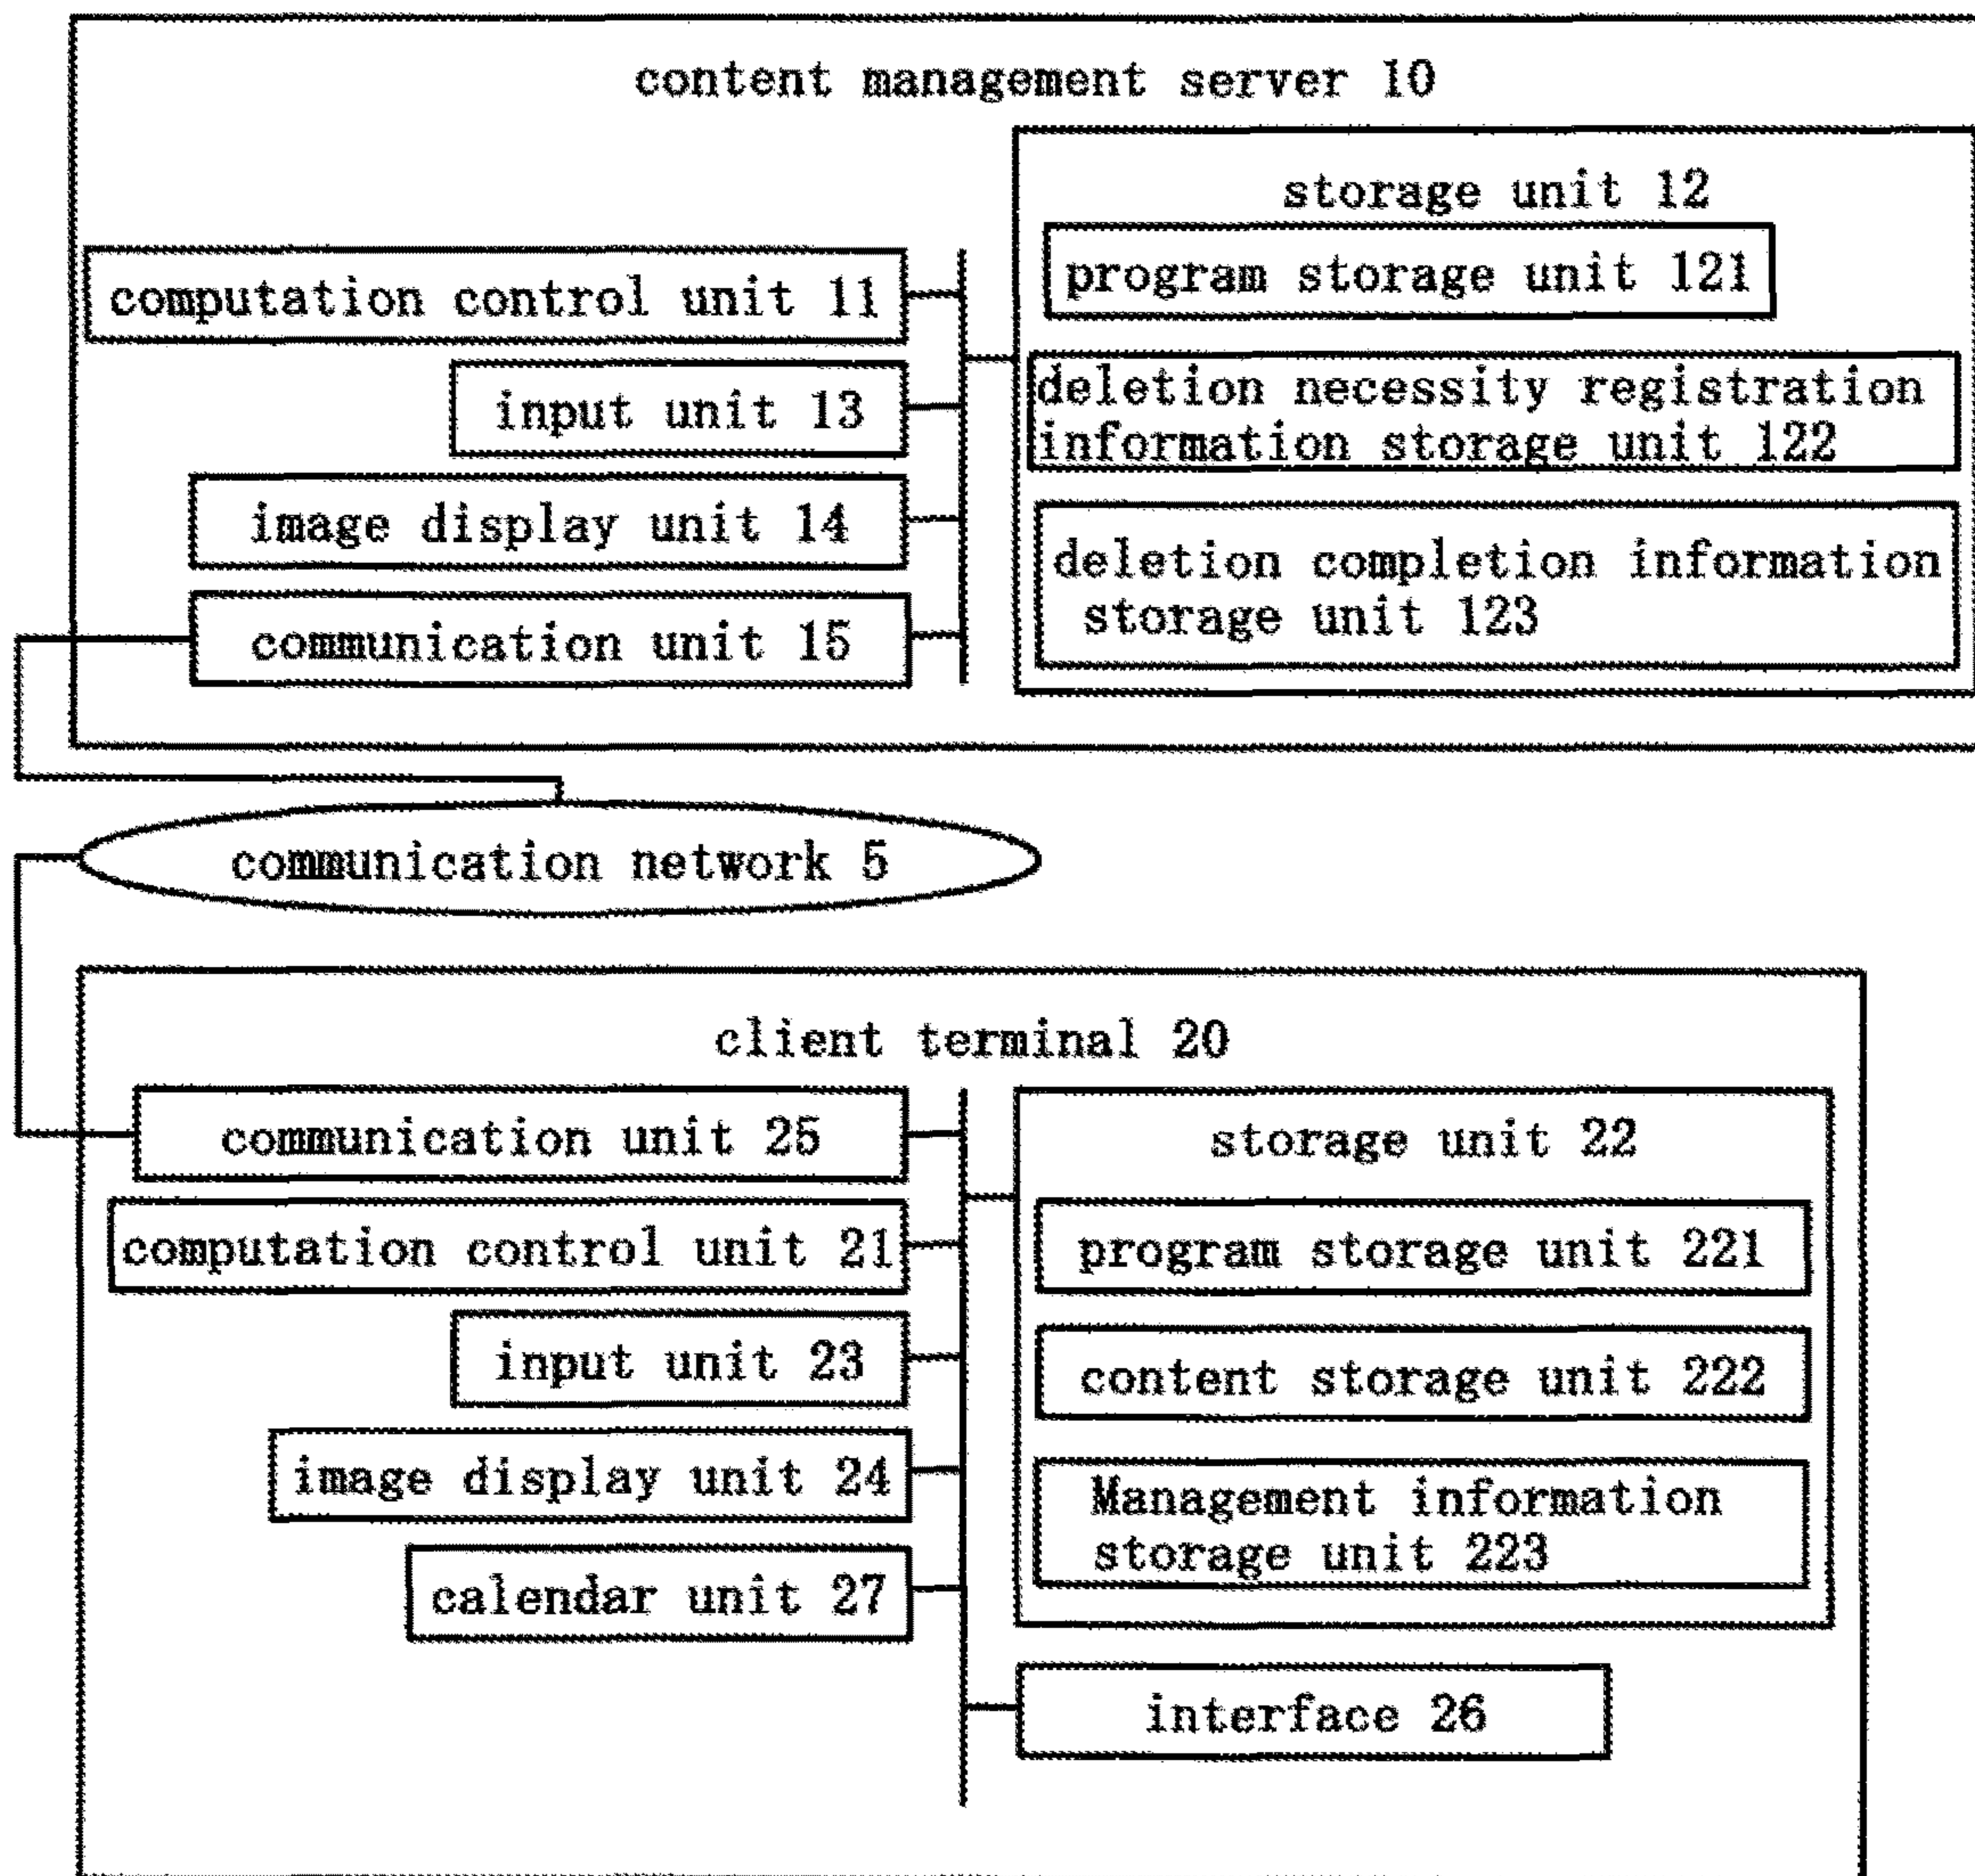 content management server 10
storage unit 12
program storage unit 121
deletion necessity registration
information storage unit 122
deletion completion information
storage unit 123
computation control unit 11
input unit 13
image display unit 14
communication unit 15
communication network 5
client terminal 20
communication unit 25
computation control unit 21
input unit 23
image display unit 24
calendar unit 27
storage unit 22
program storage unit 221
content storage unit 222
Management information
storage unit 223
interface 26